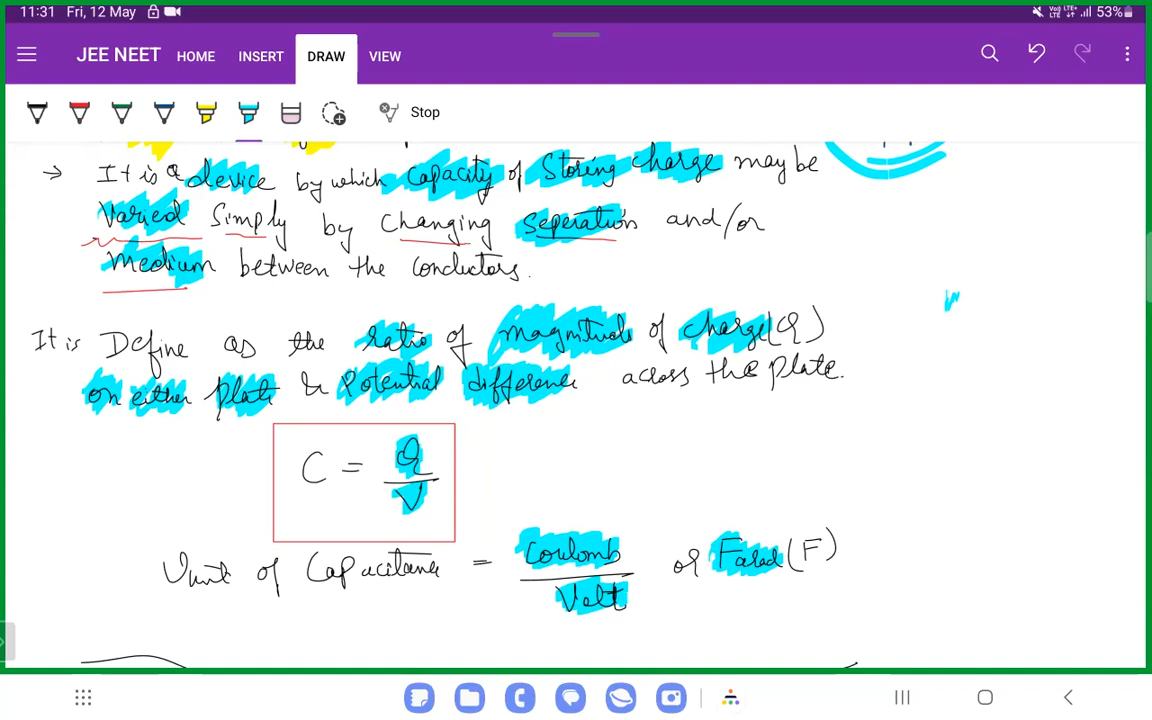 11:31 Fri, 12 May 53%
JEE NEET HOME INSERT DRAW VIEW
Stop
→ It is a device by which capacity of storing charge may be
varied simply by changing seperation and/or
medium between the conductors.
It is Define as the ratio of magnitude of charge(Q)
on either plate & potential difference across the plate.
C = Q/V
Unit of Capacitance = Coulomb/Volt or Farad (F)